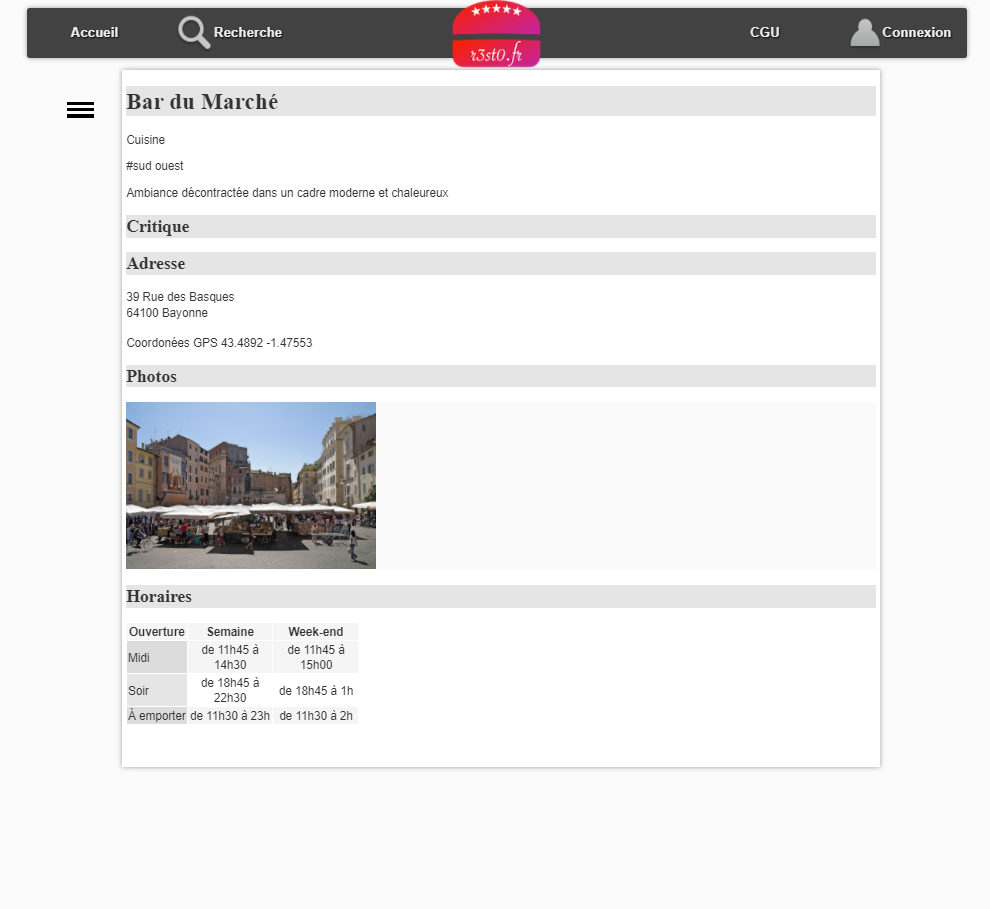 Accueil
Recherche
r3st0.fr
CGU
Connexion
Bar du Marché
Cuisine
#sud ouest
Ambiance décontractée dans un cadre moderne et chaleureux
Critique
Adresse
39 Rue des Basques
64100 Bayonne
Coordonées GPS 43.4892 -1.47553
Photos
Horaires
Ouverture Semaine Week-end
Midi de 11h45 à 14h30 de 11h45 à 15h00
Soir de 18h45 à 22h30 de 18h45 à 1h
À emporter de 11h30 à 23h de 11h30 à 2h